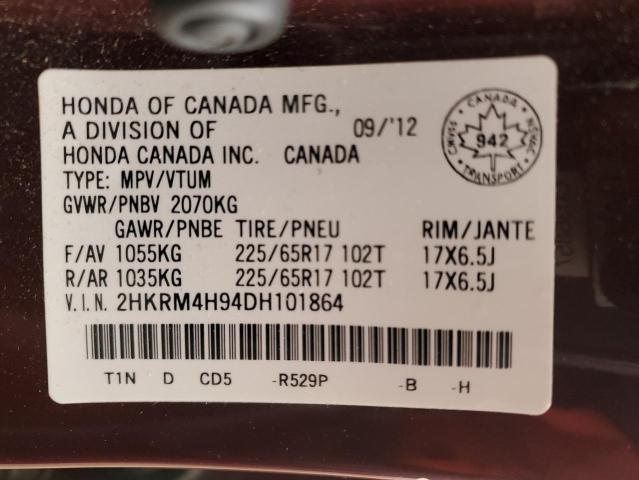 HONDA OF CANADA MFG.,
A DIVISION OF 09/'12
HONDA CANADA INC. CANADA
TYPE: MPV/VTUM
GVWR/PNBV 2070KG
GAWR/PNBE TIRE/PNEU RIM/JANTE
F/AV 1055KG 225/65R17 102T 17X6.5J
R/AR 1035KG 225/65R17 102T 17X6.5J
V.I.N. 2HKRM4H94DH101864
T1N D CD5 -R529P -B -H
CANADA
942
TRANSPORT